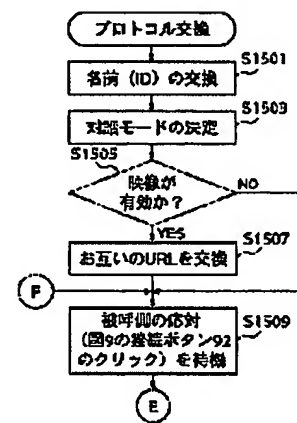 プロトコル交換
S1501
名前（ID）の交換
S1503
対話モードの決定
S1505
映像が
有効か？
NO
YES
S1507
お互いのURLを交換
F
S1509
被呼側の応対
（図9の接続ボタン92
のクリック）を待機
E